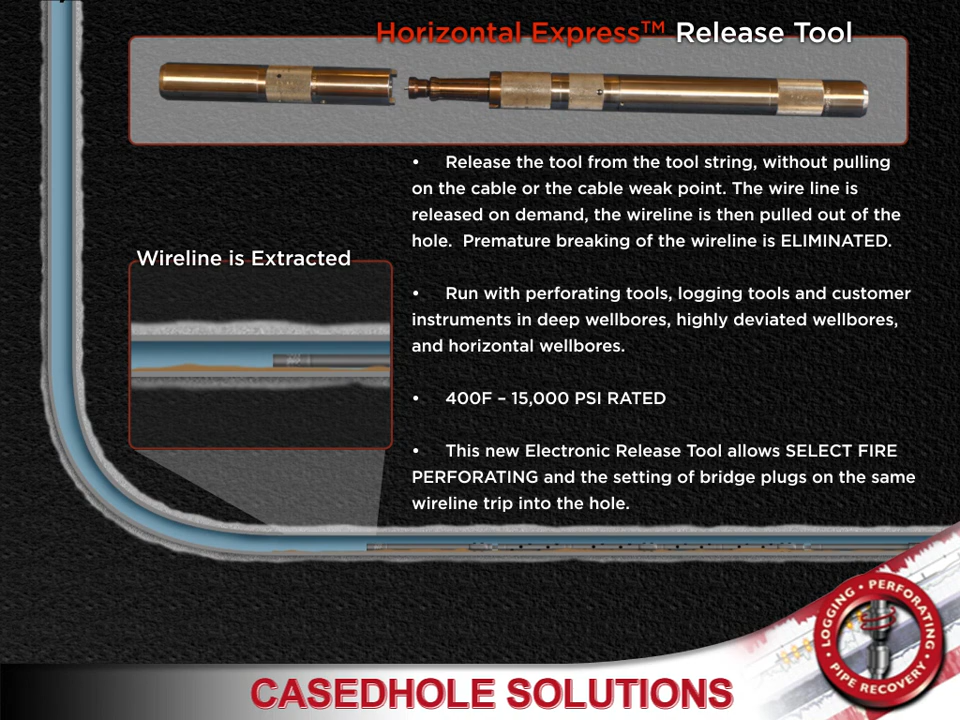 Horizontal Express™ Release Tool
• Release the tool from the tool string, without pulling
on the cable or the cable weak point. The wire line is
released on demand, the wireline is then pulled out of the
hole.  Premature breaking of the wireline is ELIMINATED.
Wireline is Extracted
• Run with perforating tools, logging tools and customer
instruments in deep wellbores, highly deviated wellbores,
and horizontal wellbores.
• 400F – 15,000 PSI RATED
• This new Electronic Release Tool allows SELECT FIRE
PERFORATING and the setting of bridge plugs on the same
wireline trip into the hole.
LOGGING • PERFORATING • PIPE RECOVERY •
CASEDHOLE SOLUTIONS